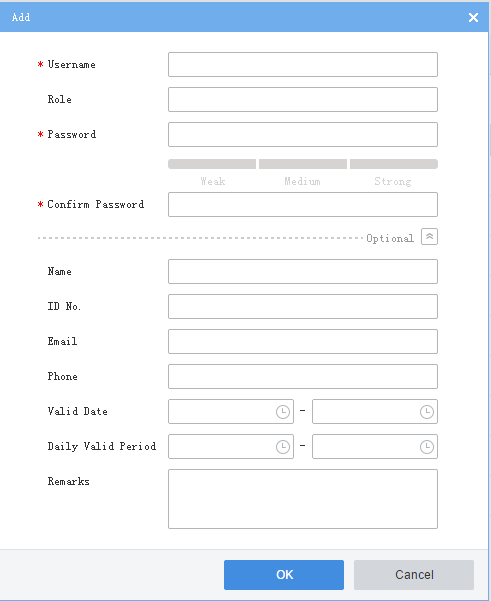 Add
* Username
Role
* Password
Weak Medium Strong
* Confirm Password
Optional
Name
ID No.
Email
Phone
Valid Date -
Daily Valid Period -
Remarks
OK Cancel